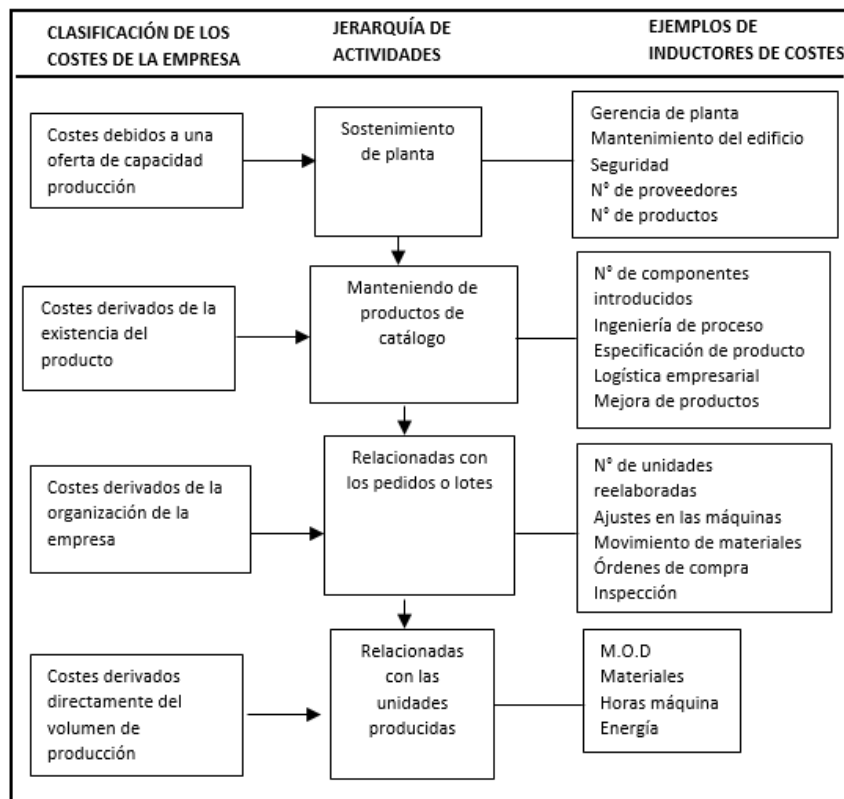 CLASIFICACIÓN DE LOS
COSTES DE LA EMPRESA
JERARQUÍA DE
ACTIVIDADES
EJEMPLOS DE
INDUCTORES DE COSTES
Costes debidos a una
oferta de capacidad
producción
Sostenimiento
de planta
Gerencia de planta
Mantenimiento del edificio
Seguridad
N° de proveedores
N° de productos
Costes derivados de la
existencia del
producto
Manteniendo de
productos de
catálogo
N° de componentes
introducidos
Ingeniería de proceso
Especificación de producto
Logística empresarial
Mejora de productos
Costes derivados de la
organización de la
empresa
Relacionadas con
los pedidos o lotes
N° de unidades
reelaboradas
Ajustes en las máquinas
Movimiento de materiales
Órdenes de compra
Inspección
Costes derivados
directamente del
volumen de
producción
Relacionadas
con las
unidades
producidas
M.O.D
Materiales
Horas máquina
Energía